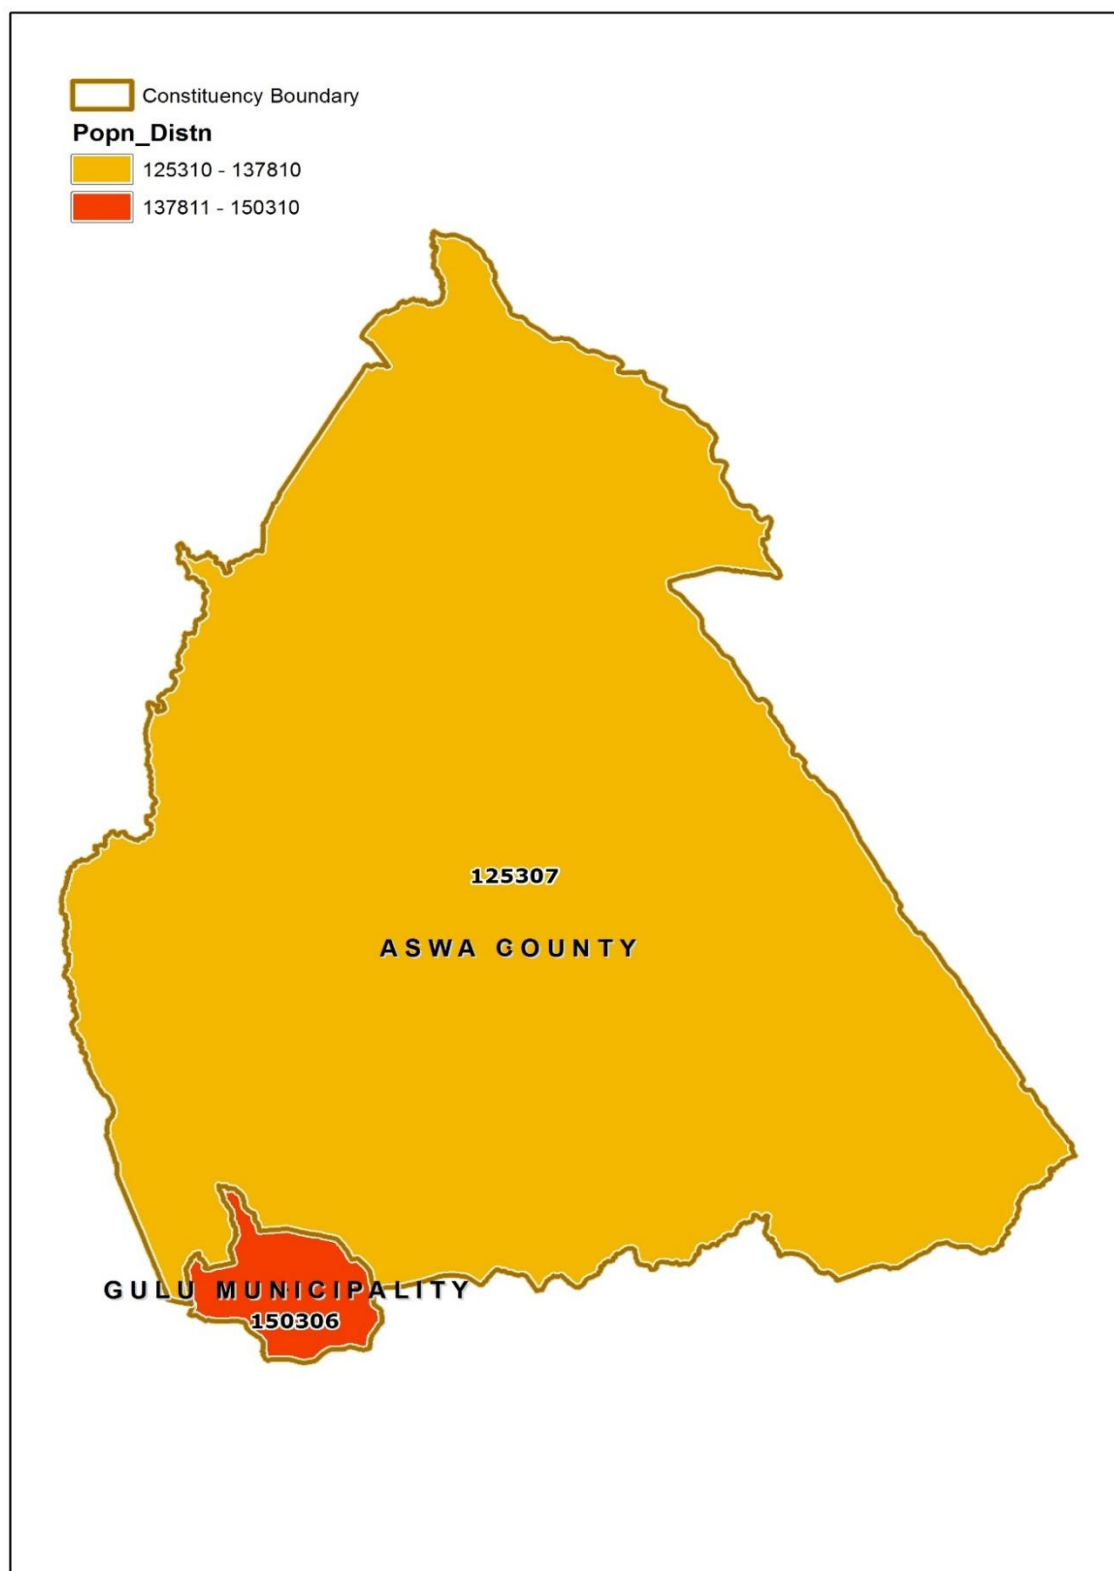 Constituency Boundary
Popn_Distn
125310 - 137810
137811 - 150310
125307
ASWA COUNTY
GULU MUNICIPALITY
150306